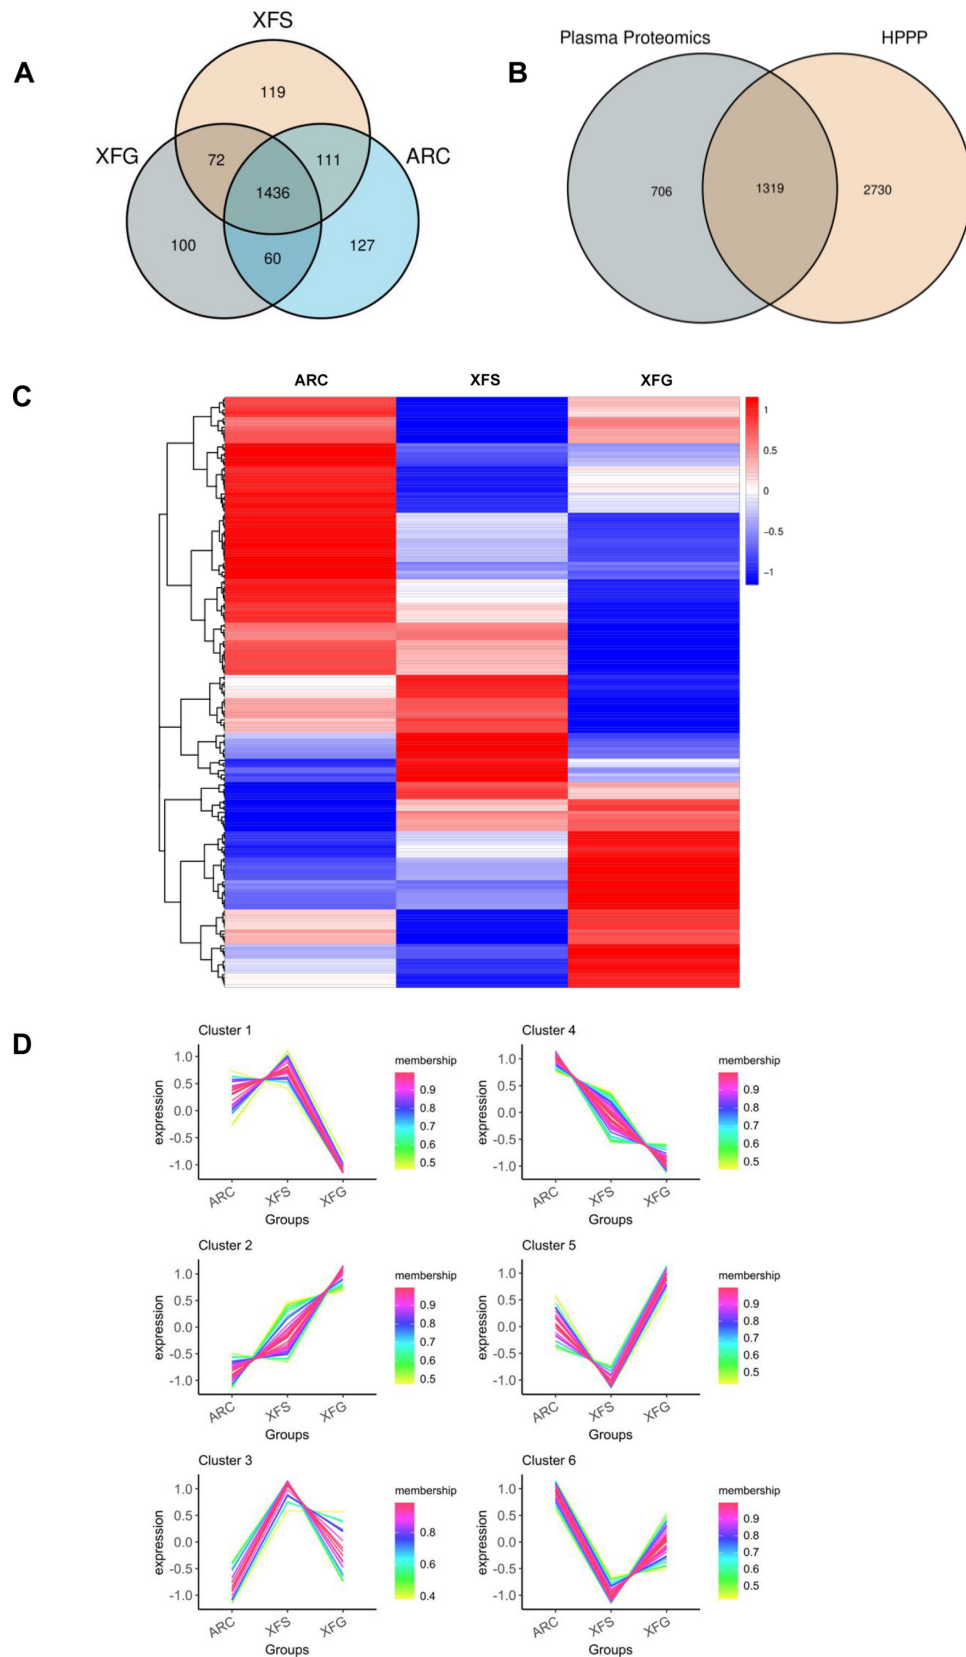 A
XFS
119
XFG
72
111
ARC
1436
100
60
127
B
Plasma Proteomics
HPPP
706
1319
2730
C
ARC
XFS
XFG
1
0.5
0
−0.5
−1
D
Cluster 1
expression
1.0
0.5
0.0
-0.5
-1.0
ARC
XFS
XFG
Groups
membership
0.9
0.8
0.7
0.6
0.5
Cluster 4
expression
1.0
0.5
0.0
-0.5
-1.0
ARC
XFS
XFG
Groups
membership
0.9
0.8
0.7
0.6
0.5
Cluster 2
expression
1.0
0.5
0.0
-0.5
-1.0
ARC
XFS
XFG
Groups
membership
0.9
0.8
0.7
0.6
0.5
Cluster 5
expression
1.0
0.5
0.0
-0.5
-1.0
ARC
XFS
XFG
Groups
membership
0.9
0.8
0.7
0.6
0.5
Cluster 3
expression
1.0
0.5
0.0
-0.5
-1.0
ARC
XFS
XFG
Groups
membership
0.8
0.6
0.4
Cluster 6
expression
1.0
0.5
0.0
-0.5
-1.0
ARC
XFS
XFG
Groups
membership
0.9
0.8
0.7
0.6
0.5